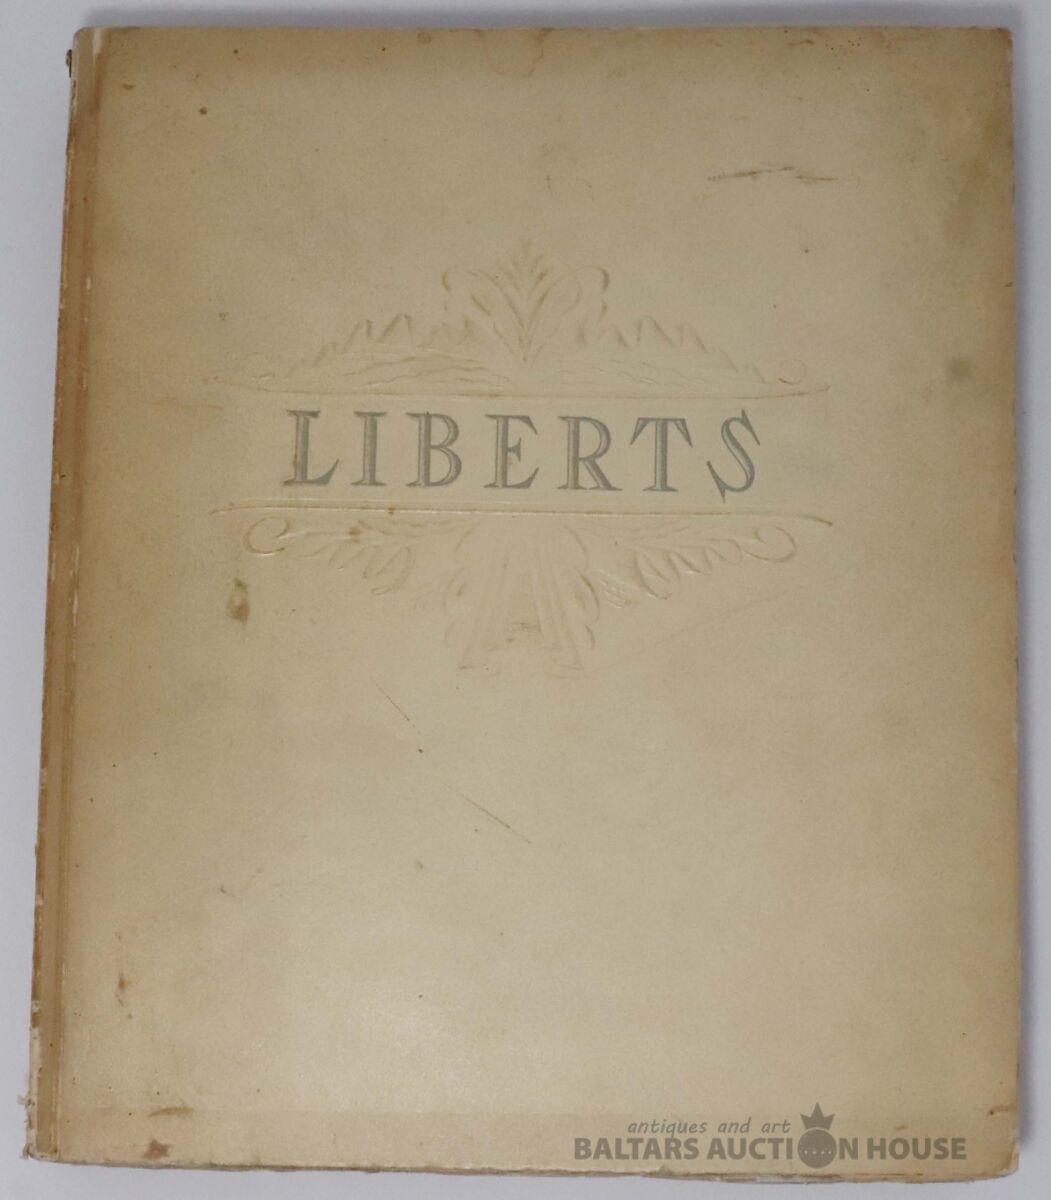 LIBERTS
antiques and art
BALTARS AUCTION HOUSE